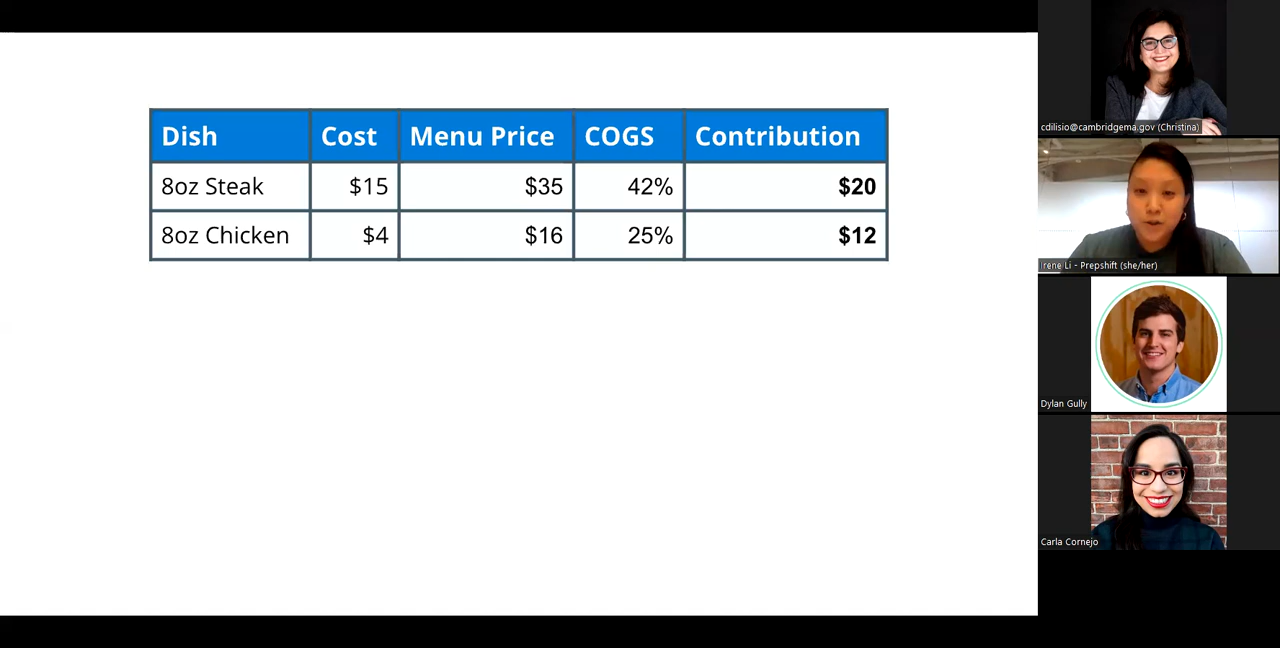 Dish Cost Menu Price COGS Contribution
8oz Steak $15 $35 42% $20
8oz Chicken $4 $16 25% $12
cdilisio@cambridgema.gov (Christina)
Irene Li - Prepshift (she/her)
Dylan Gully
Carla Cornejo